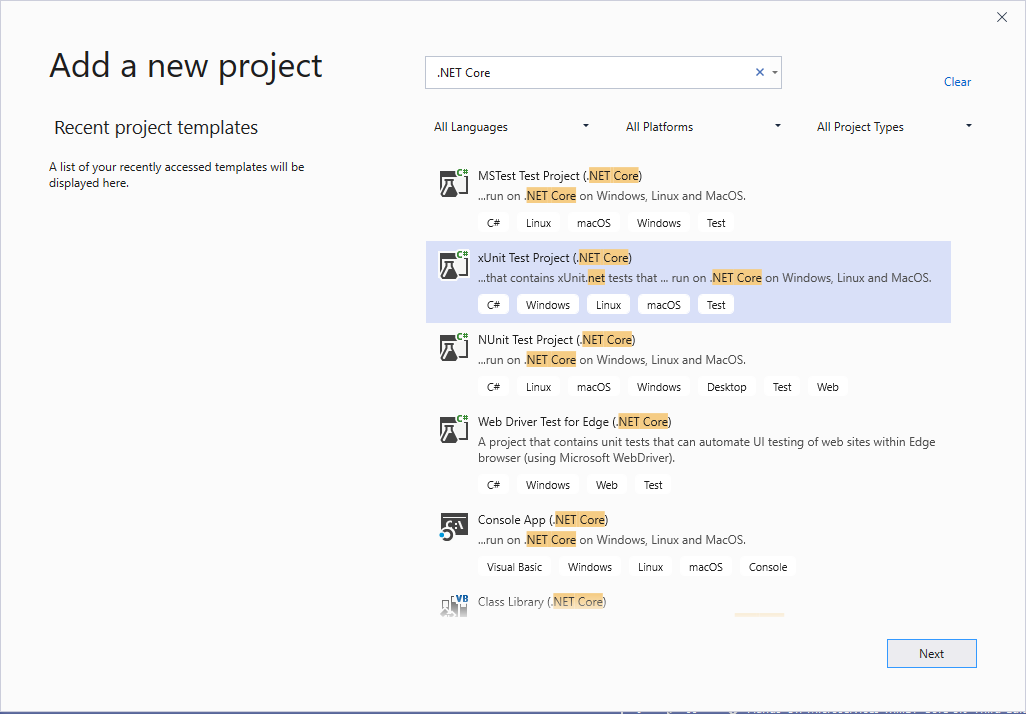 Add a new project
Recent project templates
A list of your recently accessed templates will be
displayed here.
.NET Core
Clear
All Languages
All Platforms
All Project Types
C#
MSTest Test Project (.NET Core)
...run on .NET Core on Windows, Linux and MacOS.
C# Linux macOS Windows Test
C#
xUnit Test Project (.NET Core)
...that contains xUnit.net tests that ... run on .NET Core on Windows, Linux and MacOS.
C# Windows Linux macOS Test
C#
NUnit Test Project (.NET Core)
...run on .NET Core on Windows, Linux and MacOS.
C# Linux macOS Windows Desktop Test Web
C#
Web Driver Test for Edge (.NET Core)
A project that contains unit tests that can automate UI testing of web sites within Edge
browser (using Microsoft WebDriver).
C# Windows Web Test
C:\
Console App (.NET Core)
...run on .NET Core on Windows, Linux and MacOS.
Visual Basic Windows Linux macOS Console
VB
Class Library (.NET Core)
Next